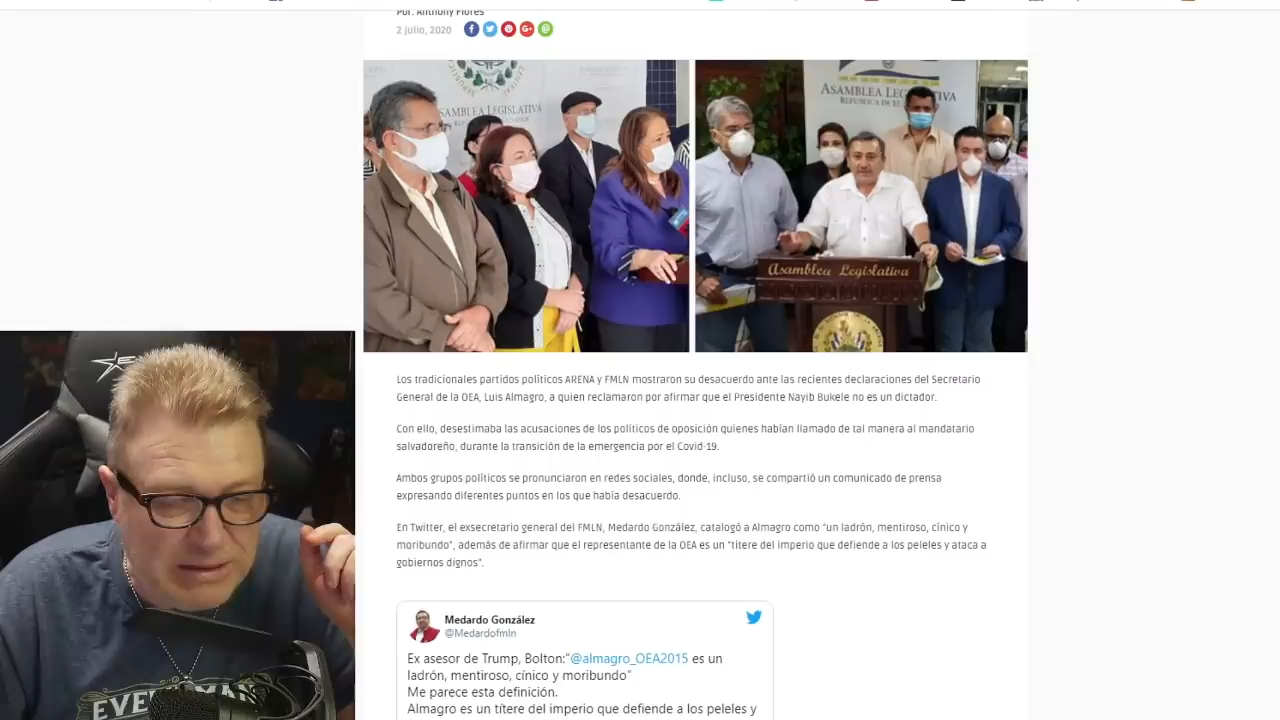 Por: Anthony Flores
2 julio, 2020
ASAMBLEA LEGISLATIVA
ASAMBLEA LEGISLATIVA
Asamblea Legislativa
Los tradicionales partidos políticos ARENA y FMLN mostraron su desacuerdo ante las recientes declaraciones del Secretario
General de la OEA, Luis Almagro, a quien reclamaron por afirmar que el Presidente Nayib Bukele no es un dictador.
Con ello, desestimaba las acusaciones de los políticos de oposición quienes habían llamado de tal manera al mandatario
salvadoreño, durante la transición de la emergencia por el Covid-19.
Ambos grupos políticos se pronunciaron en redes sociales, donde, incluso, se compartió un comunicado de prensa
expresando diferentes puntos en los que había desacuerdo.
En Twitter, el exsecretario general del FMLN, Medardo González, catalogó a Almagro como "un ladrón, mentiroso, cínico y
moribundo", además de afirmar que el representante de la OEA es un "títere del imperio que defiende a los peleles y ataca a
gobiernos dignos".
Medardo González
@Medardofmln
Ex asesor de Trump, Bolton:"@almagro_OEA2015 es un
ladrón, mentiroso, cínico y moribundo"
Me parece esta definición.
Almagro es un títere del imperio que defiende a los peleles y